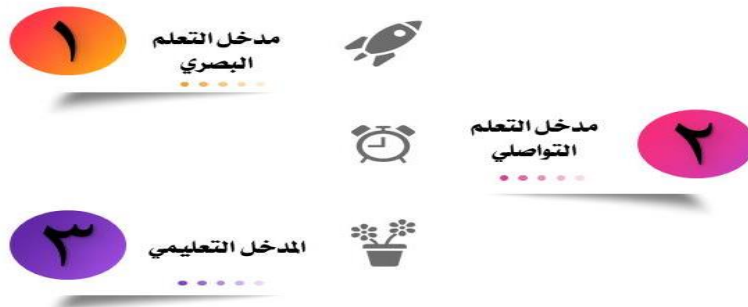 ١
مدخل التعلم
البصري
٢
مدخل التعلم
التواصلي
٣
المدخل التعليمي